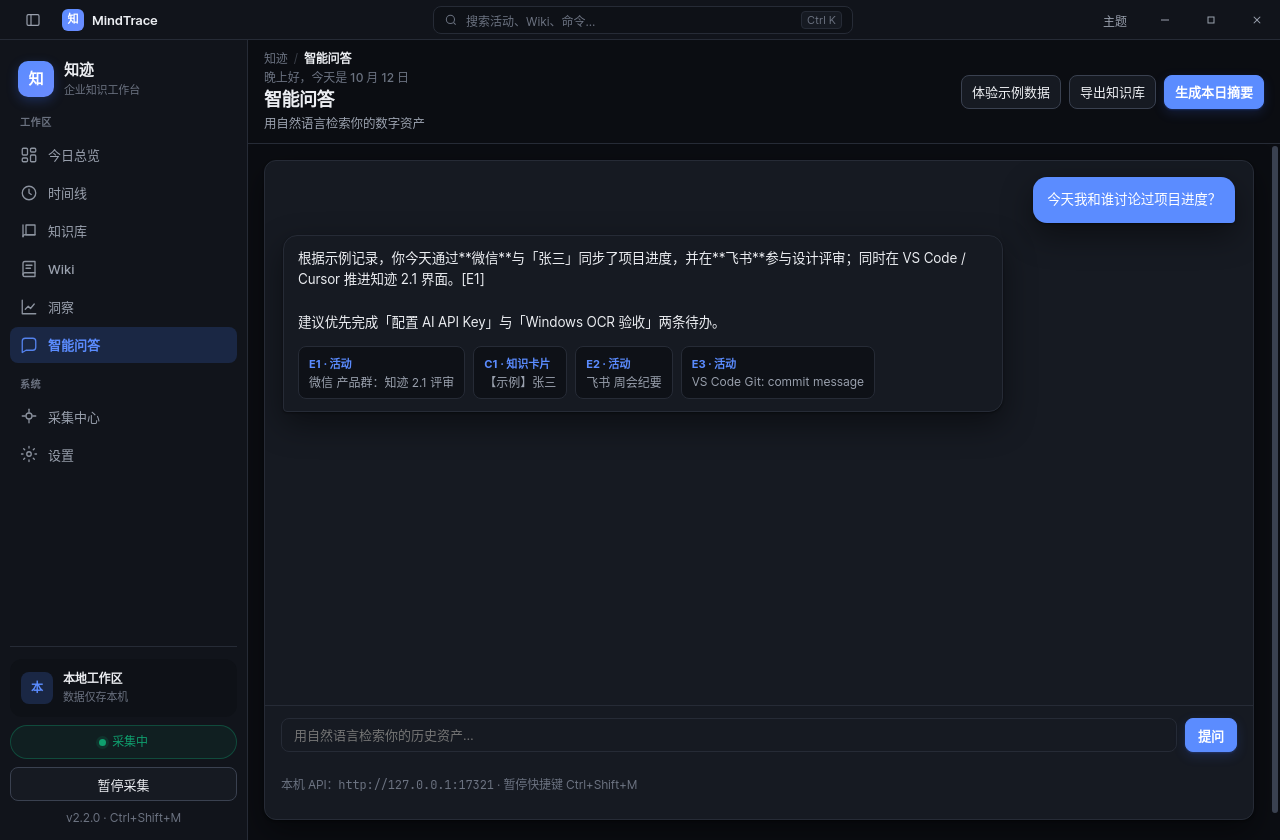 知 MindTrace
搜索活动、Wiki、命令... Ctrl K
主题
知 知迹
企业知识工作台
工作区
今日总览
时间线
知识库
Wiki
洞察
智能问答
系统
采集中心
设置
本 本地工作区
数据仅存本机
采集中
暂停采集
v2.2.0 · Ctrl+Shift+M
知迹 / 智能问答
晚上好，今天是 10 月 12 日
智能问答
用自然语言检索你的数字资产
体验示例数据 导出知识库 生成本日摘要
今天我和谁讨论过项目进度？
根据示例记录，你今天通过**微信**与「张三」同步了项目进度，并在**飞书**参与设计评审；同时在 VS Code /
Cursor 推进知迹 2.1 界面。[E1]
建议优先完成「配置 AI API Key」与「Windows OCR 验收」两条待办。
E1 · 活动
微信 产品群：知迹 2.1 评审
C1 · 知识卡片
【示例】张三
E2 · 活动
飞书 周会纪要
E3 · 活动
VS Code Git: commit message
用自然语言检索你的历史资产... 提问
本机 API：http://127.0.0.1:17321 · 暂停快捷键 Ctrl+Shift+M